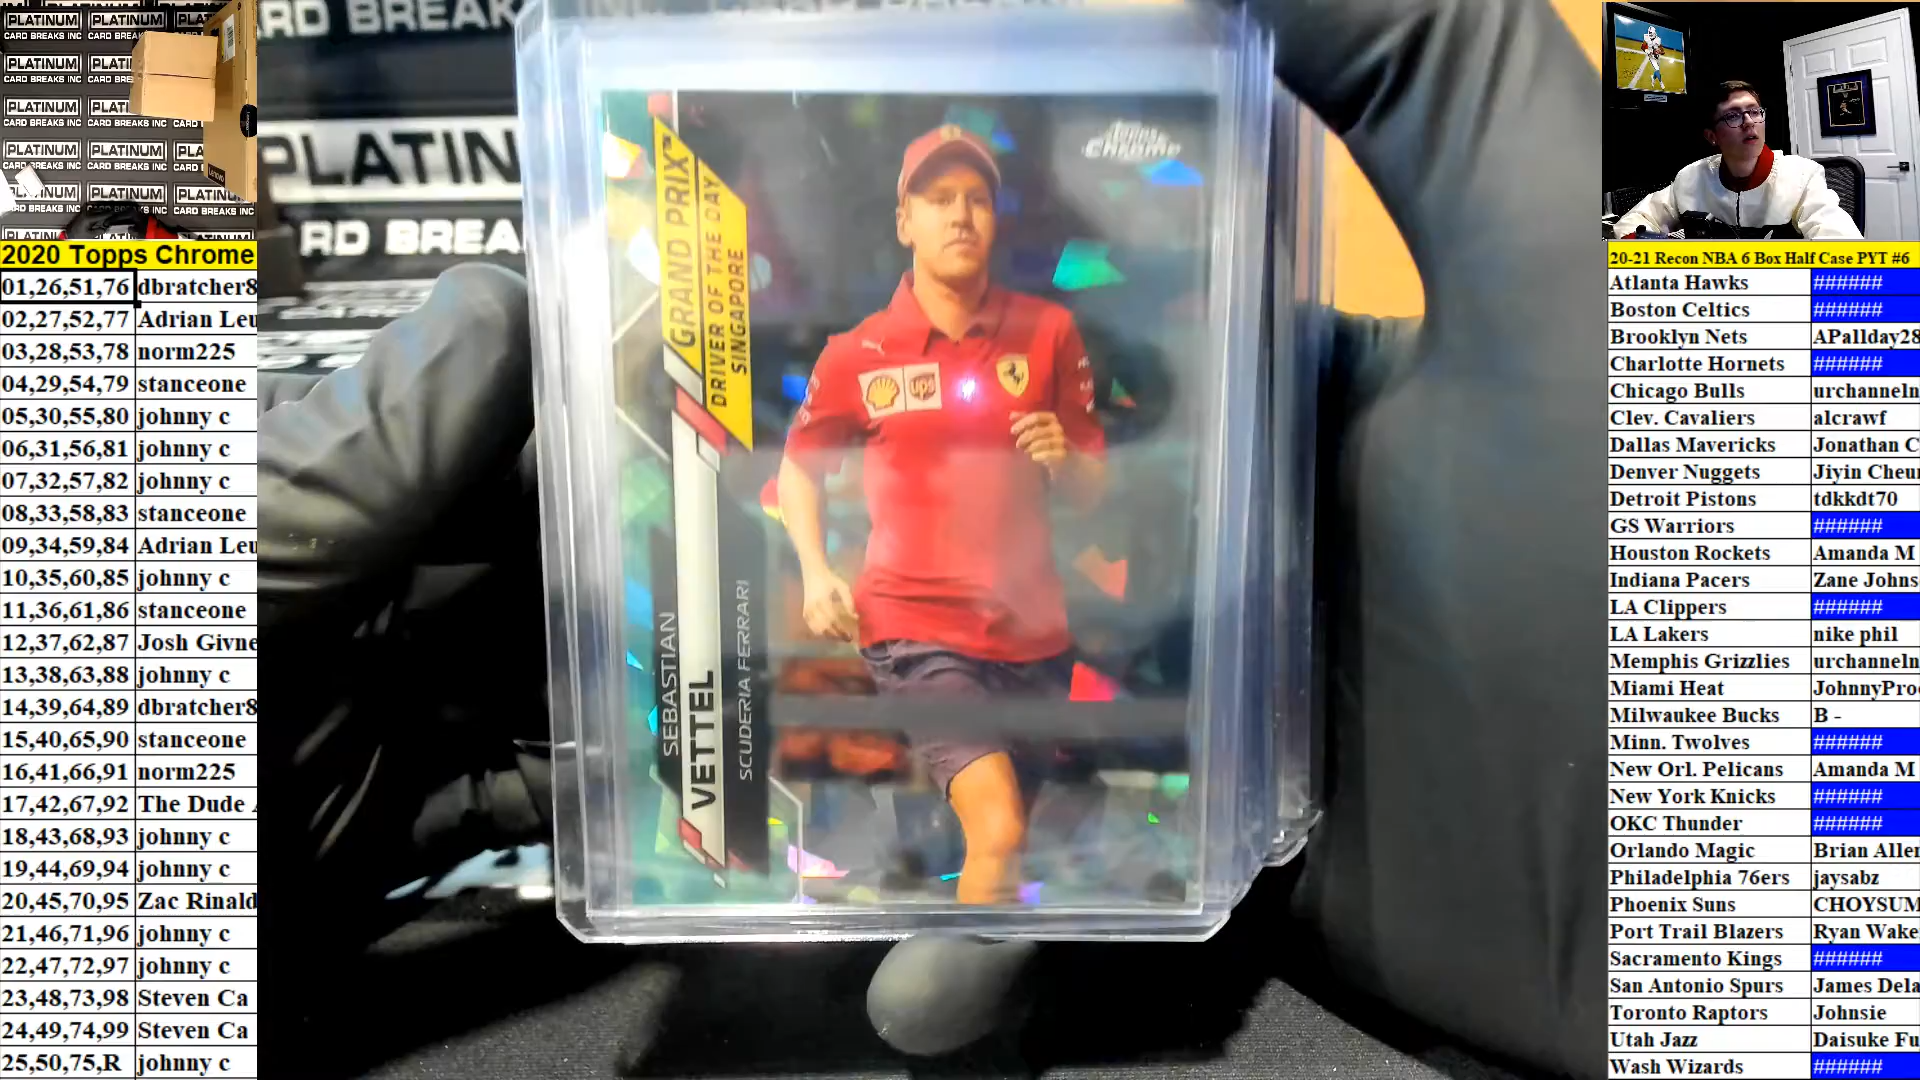 2020 Topps Chrome
01,26,51,76 dbratcher8
02,27,52,77 Adrian Leu
03,28,53,78 norm225
04,29,54,79 stanceone
05,30,55,80 johnny c
06,31,56,81 johnny c
07,32,57,82 johnny c
08,33,58,83 stanceone
09,34,59,84 Adrian Leu
10,35,60,85 johnny c
11,36,61,86 stanceone
12,37,62,87 Josh Givne
13,38,63,88 johnny c
14,39,64,89 dbratcher8
15,40,65,90 stanceone
16,41,66,91 norm225
17,42,67,92 The Dude
18,43,68,93 johnny c
19,44,69,94 johnny c
20,45,70,95 Zac Rinald
21,46,71,96 johnny c
22,47,72,97 johnny c
23,48,73,98 Steven Ca
24,49,74,99 Steven Ca
25,50,75,R johnny c
PLATINUM
CARD BREAKS INC
RD BREA
PLATIN
RD BREA
Topps
Chrome
GRAND PRIX™
DRIVER OF THE DAY
SINGAPORE
SEBASTIAN
VETTEL
SCUDERIA FERRARI
ups
20-21 Recon NBA 6 Box Half Case PYT #6
Atlanta Hawks ######
Boston Celtics ######
Brooklyn Nets APallday28
Charlotte Hornets ######
Chicago Bulls urchanneln
Clev. Cavaliers alcrawf
Dallas Mavericks Jonathan C
Denver Nuggets Jiyin Cheu
Detroit Pistons tdkkdt70
GS Warriors ######
Houston Rockets Amanda M
Indiana Pacers Zane Johns
LA Clippers ######
LA Lakers nike phil
Memphis Grizzlies urchanneln
Miami Heat JohnnyPro
Milwaukee Bucks B -
Minn. Twolves ######
New Orl. Pelicans Amanda M
New York Knicks ######
OKC Thunder ######
Orlando Magic Brian Allen
Philadelphia 76ers jaysabz
Phoenix Suns CHOYSUM
Port Trail Blazers Ryan Wake
Sacramento Kings ######
San Antonio Spurs James Dela
Toronto Raptors Johnsie
Utah Jazz Daisuke Fu
Wash Wizards ######